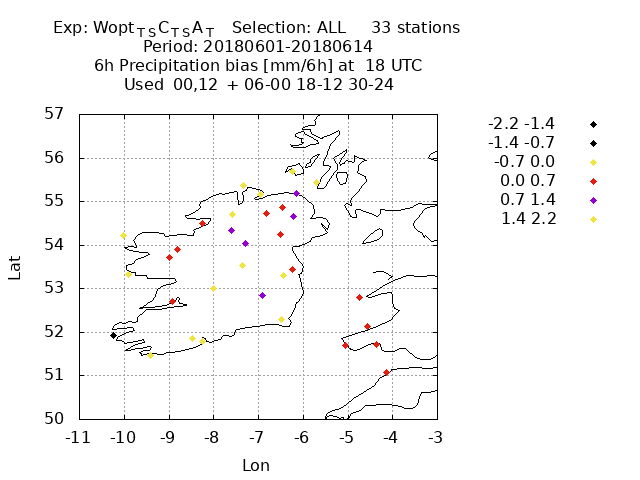 Exp: Wopt T S C T S A T Selection: ALL 33 stations
Period: 20180601-20180614
6h Precipitation bias [mm/6h] at 18 UTC
Used 00,12 + 06-00 18-12 30-24
57
56
55
54
53
52
51
50
-11 -10 -9 -8 -7 -6 -5 -4 -3
Lat
Lon
-2.2 -1.4
-1.4 -0.7
-0.7 0.0
0.0 0.7
0.7 1.4
1.4 2.2